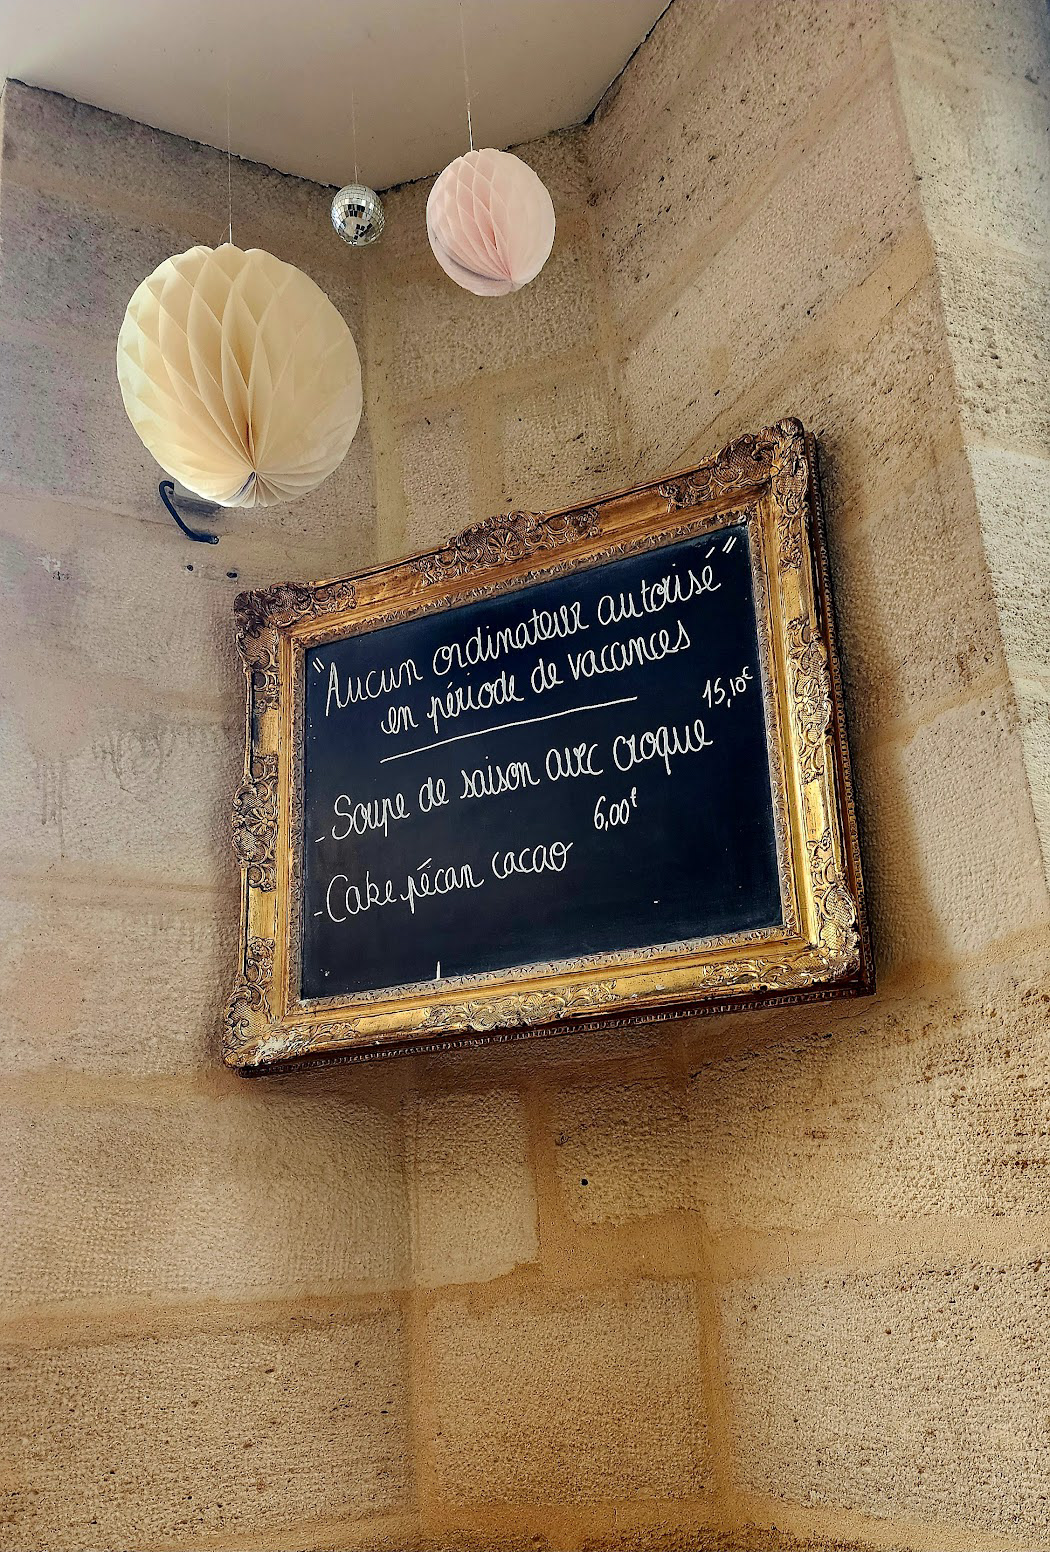 "Aucun ordinateur autorisé"
en période de vacances
- Soupe de saison avec croque 15,10€
- Cake pécan cacao 6,00€